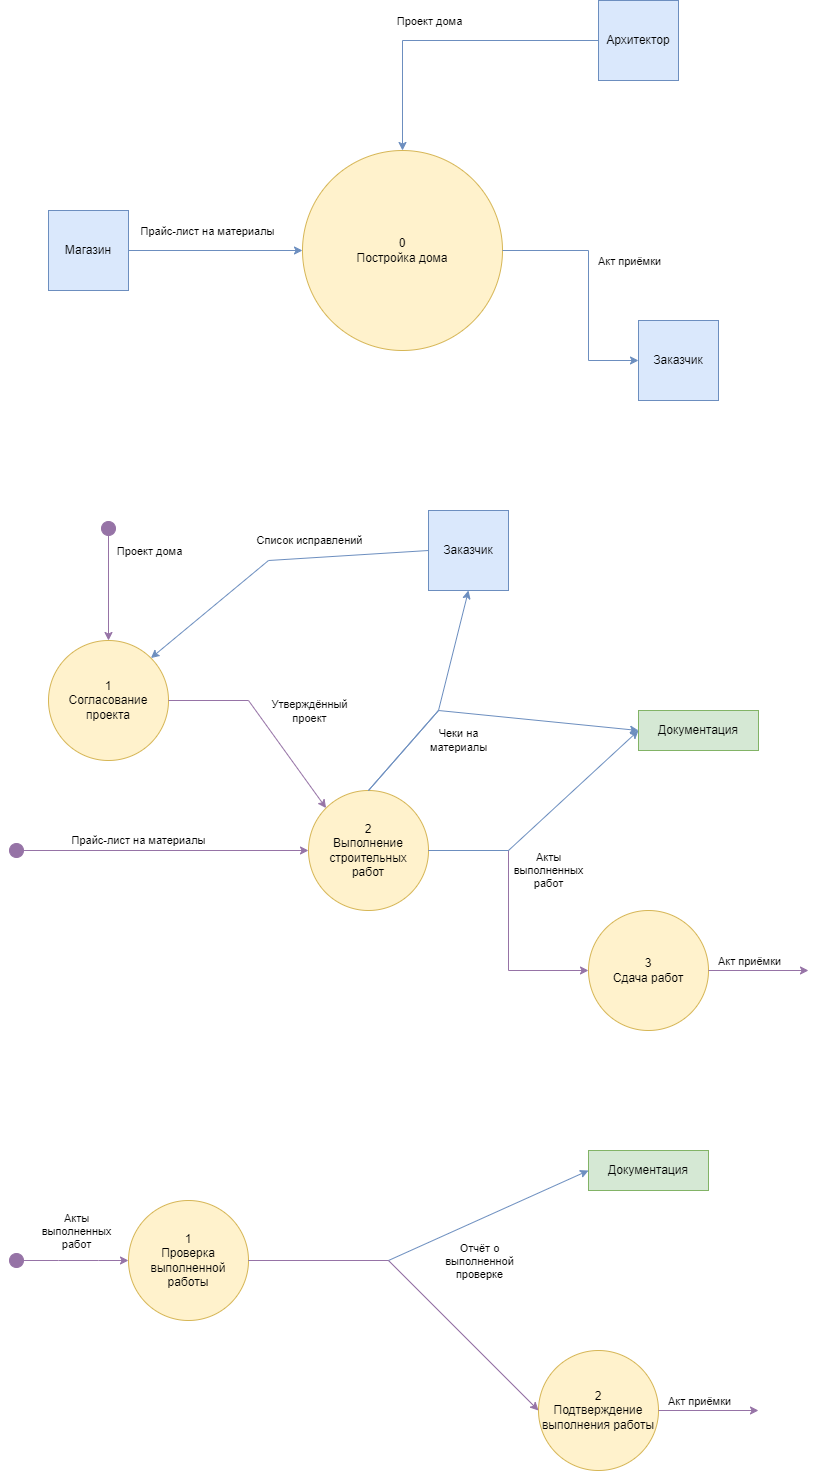 Проект дома
Архитектор
Магазин
Прайс-лист на материалы
0
Постройка дома
Акт приёмки
Заказчик
Проект дома
Список исправлений
Заказчик
1
Согласование
проекта
Утверждённый
проект
Чеки на
материалы
Документация
Прайс-лист на материалы
2
Выполнение
строительных
работ
Акты
выполненных
работ
3
Сдача работ
Акт приёмки
Документация
Акты
выполненных
работ
1
Проверка
выполненной
работы
Отчёт о
выполненной
проверке
2
Подтверждение
выполнения работы
Акт приёмки